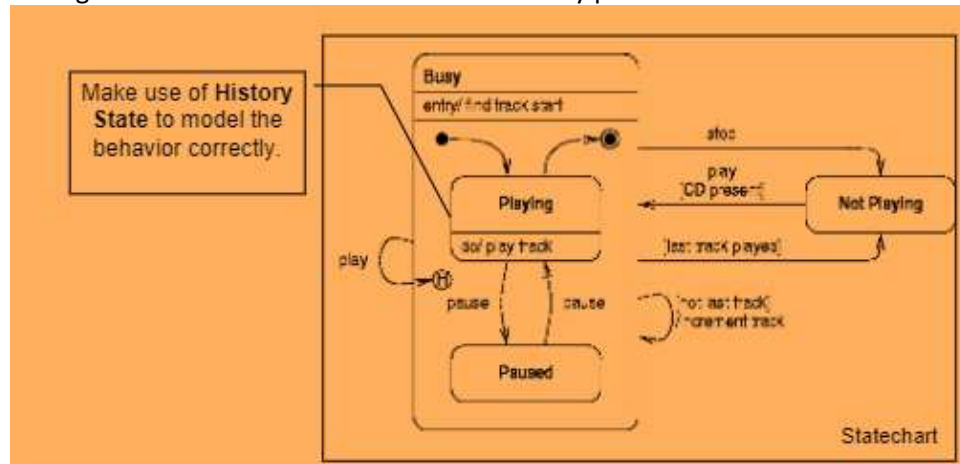 Make use of History
State to model the
behavior correctly.
Busy
entry/ find track start
stop
play
[CD present]
Playing
Not Playing
do/ play track
[last track played]
play
H
pause
pause
[not last track]
/increment track
Paused
Statechart